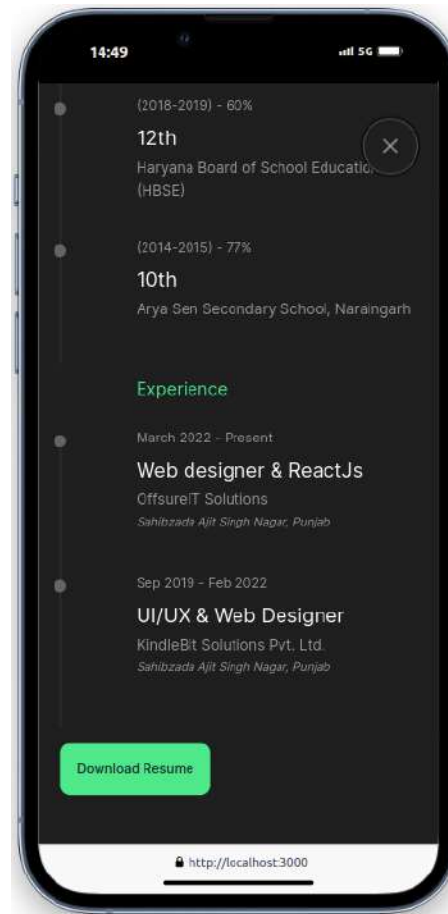 14:49
5G
(2018-2019) - 60%
12th
Haryana Board of School Educatio
(HBSE)
(2014-2015) - 77%
10th
Arya Sen Secondary School, Naraingarh
Experience
March 2022 - Present
Web designer & ReactJs
OffsureIT Solutions
Sahibzada Ajit Singh Nagar, Punjab
Sep 2019 - Feb 2022
UI/UX & Web Designer
KindleBit Solutions Pvt. Ltd.
Sahibzada Ajit Singh Nagar, Punjab
Download Resume
http://localhost:3000